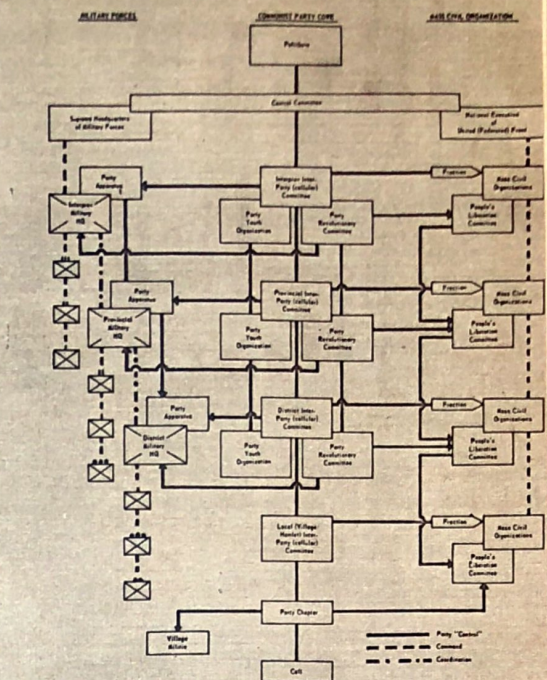 MILITARY FORCES
COMMUNIST PARTY CORE
MASS CIVIL ORGANIZATION
Politburo
Central Committee
Supreme Headquarters
of Military Forces
National Executive
of
United (Federated) Front
Party
Apparatus
Interprov
Military
HQ
Interprov Inter-
Party (cellular)
Committee
Party
Youth
Organization
Party
Revolutionary
Committee
Fraction
Mass Civil
Organizations
People's
Liberation
Committee
Party
Apparatus
Provincial
Military
HQ
Provincial Inter-
Party (cellular)
Committee
Party
Youth
Organization
Party
Revolutionary
Committee
Fraction
Mass Civil
Organizations
People's
Liberation
Committee
Party
Apparatus
District
Military
HQ
District Inter-
Party (cellular)
Committee
Party
Youth
Organization
Party
Revolutionary
Committee
Fraction
Mass Civil
Organizations
People's
Liberation
Committee
Local (Village
Hamlet) Inter-
Party (cellular)
Committee
Fraction
Mass Civil
Organizations
People's
Liberation
Committee
Party Chapter
Village
Militia
Cell
Party "Control"
Command
Coordination